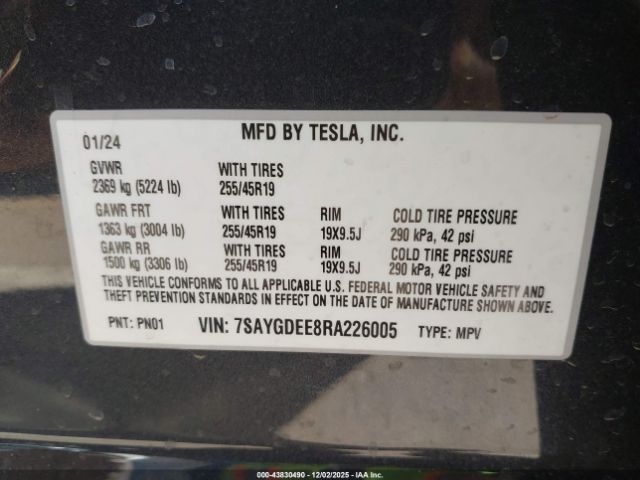 01/24 MFD BY TESLA, INC.
GVWR WITH TIRES
2369 kg (5224 lb) 255/45R19
GAWR FRT WITH TIRES RIM COLD TIRE PRESSURE
1363 kg (3004 lb) 255/45R19 19X9.5J 290 kPa, 42 psi
GAWR RR WITH TIRES RIM COLD TIRE PRESSURE
1500 kg (3306 lb) 255/45R19 19X9.5J 290 kPa, 42 psi
THIS VEHICLE CONFORMS TO ALL APPLICABLE U.S. FEDERAL MOTOR VEHICLE SAFETY AND
THEFT PREVENTION STANDARDS IN EFFECT ON THE DATE OF MANUFACTURE SHOWN ABOVE.
PNT: PN01 VIN: 7SAYGDEE8RA226005 TYPE: MPV
000-43830490 - 12/02/2025 - IAA Inc.